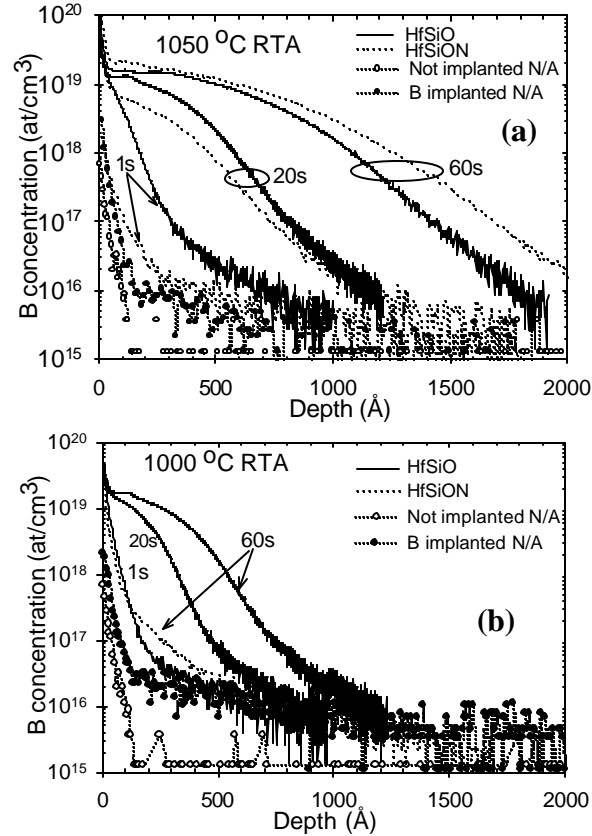 1050 °C RTA
HfSiO
HfSiON
Not implanted N/A
B implanted N/A
(a)
1s
20s
60s
B concentration (at/cm3)
10^20
10^19
10^18
10^17
10^16
10^15
0 500 1000 1500 2000
Depth (Å)
1000 °C RTA
HfSiO
HfSiON
Not implanted N/A
B implanted N/A
60s
20s
1s
(b)
B concentration (at/cm3)
10^20
10^19
10^18
10^17
10^16
10^15
0 500 1000 1500 2000
Depth (Å)